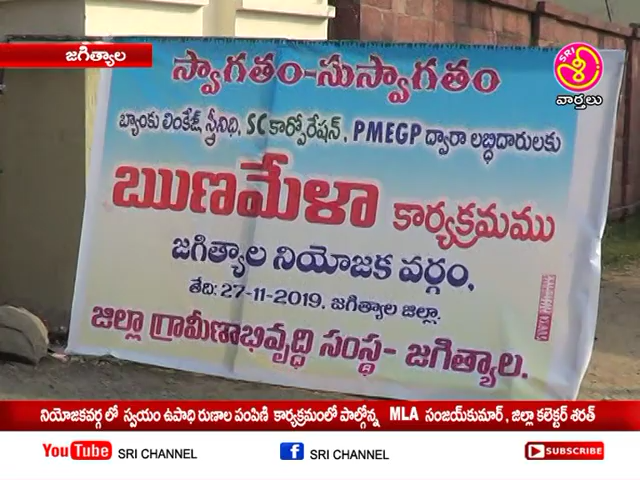 జగిత్యాల
SRI
శ్రీ
వార్తలు
స్వాగతం-సుస్వాగతం
బ్యాంకు లింకేజ్, స్త్రీనిధి, SC కార్పోరేషన్, PMEGP ద్వారా లబ్ధిదారులకు
ఋణమేళా కార్యక్రమము
జగిత్యాల నియోజక వర్గం,
తేది: 27-11-2019, జగిత్యాల జిల్లా.
జిల్లా గ్రామీణాభివృద్ధి సంస్థ- జగిత్యాల.
నియోజకవర్గ లో స్వయం ఉపాధి రుణాల పంపిణీ కార్యక్రమంలో పాల్గోన్న MLA సంజయ్‌కుమార్, జిల్లా కలెక్టర్ శరత్
YouTube SRI CHANNEL f SRI CHANNEL SUBSCRIBE